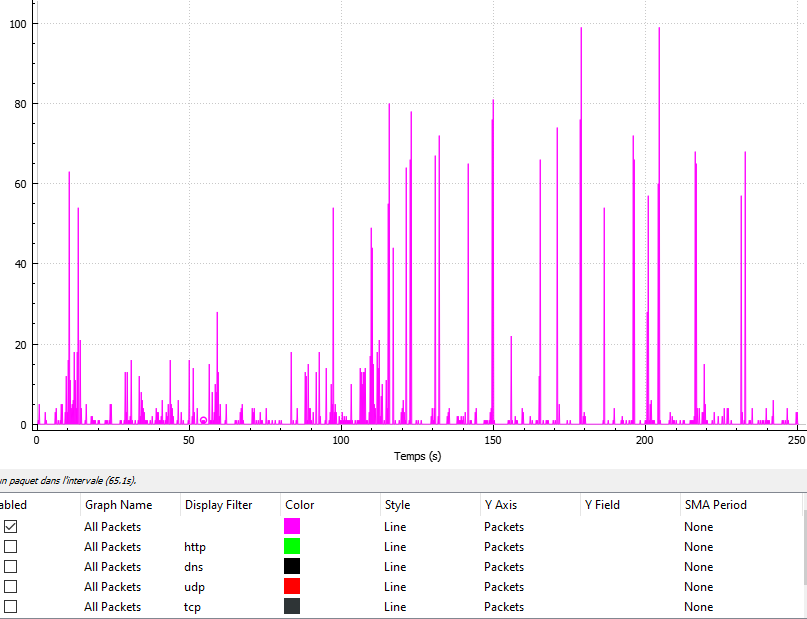 100
80
60
40
20
0
0 50 100 150 200 250
Temps (s)
un paquet dans l'intervale (65.1s).
abled Graph Name Display Filter Color Style Y Axis Y Field SMA Period
All Packets Line Packets None
All Packets http Line Packets None
All Packets dns Line Packets None
All Packets udp Line Packets None
All Packets tcp Line Packets None